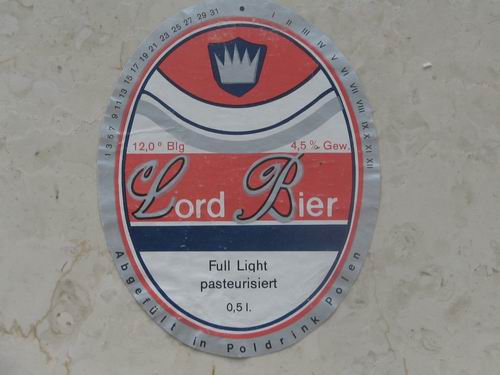 1 3 5 7 9 11 13 15 17 19 21 23 25 27 29 31 • I II III IV V VI VII VIII IX X XI XII
12,0° Blg 4,5% Gew.
Lord Bier
Full Light
pasteurisiert
0,5 l.
Abgefüllt in Poldrink Polen